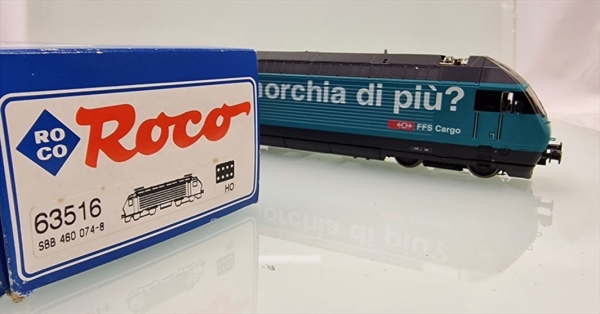 RO
CO
Roco
63516
SBB 460 074-8
HO
norchia di più?
FFS Cargo